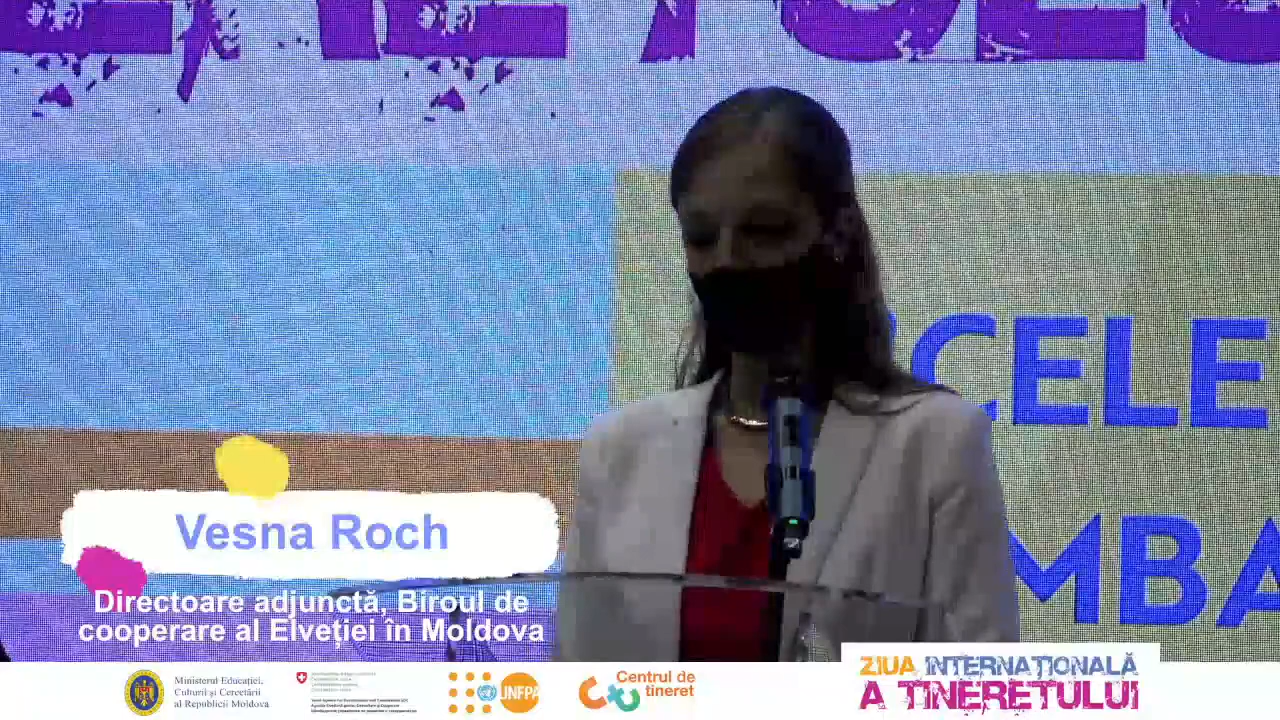 CELE
MBA
Vesna Roch
Directoare adjunctă, Biroul de
cooperare al Elveției în Moldova
Ministerul Educației,
Culturii și Cercetării
al Republicii Moldova
UNFPA
Centrul de
tineret
ZIUA INTERNAȚIONALĂ
A TINERETULUI